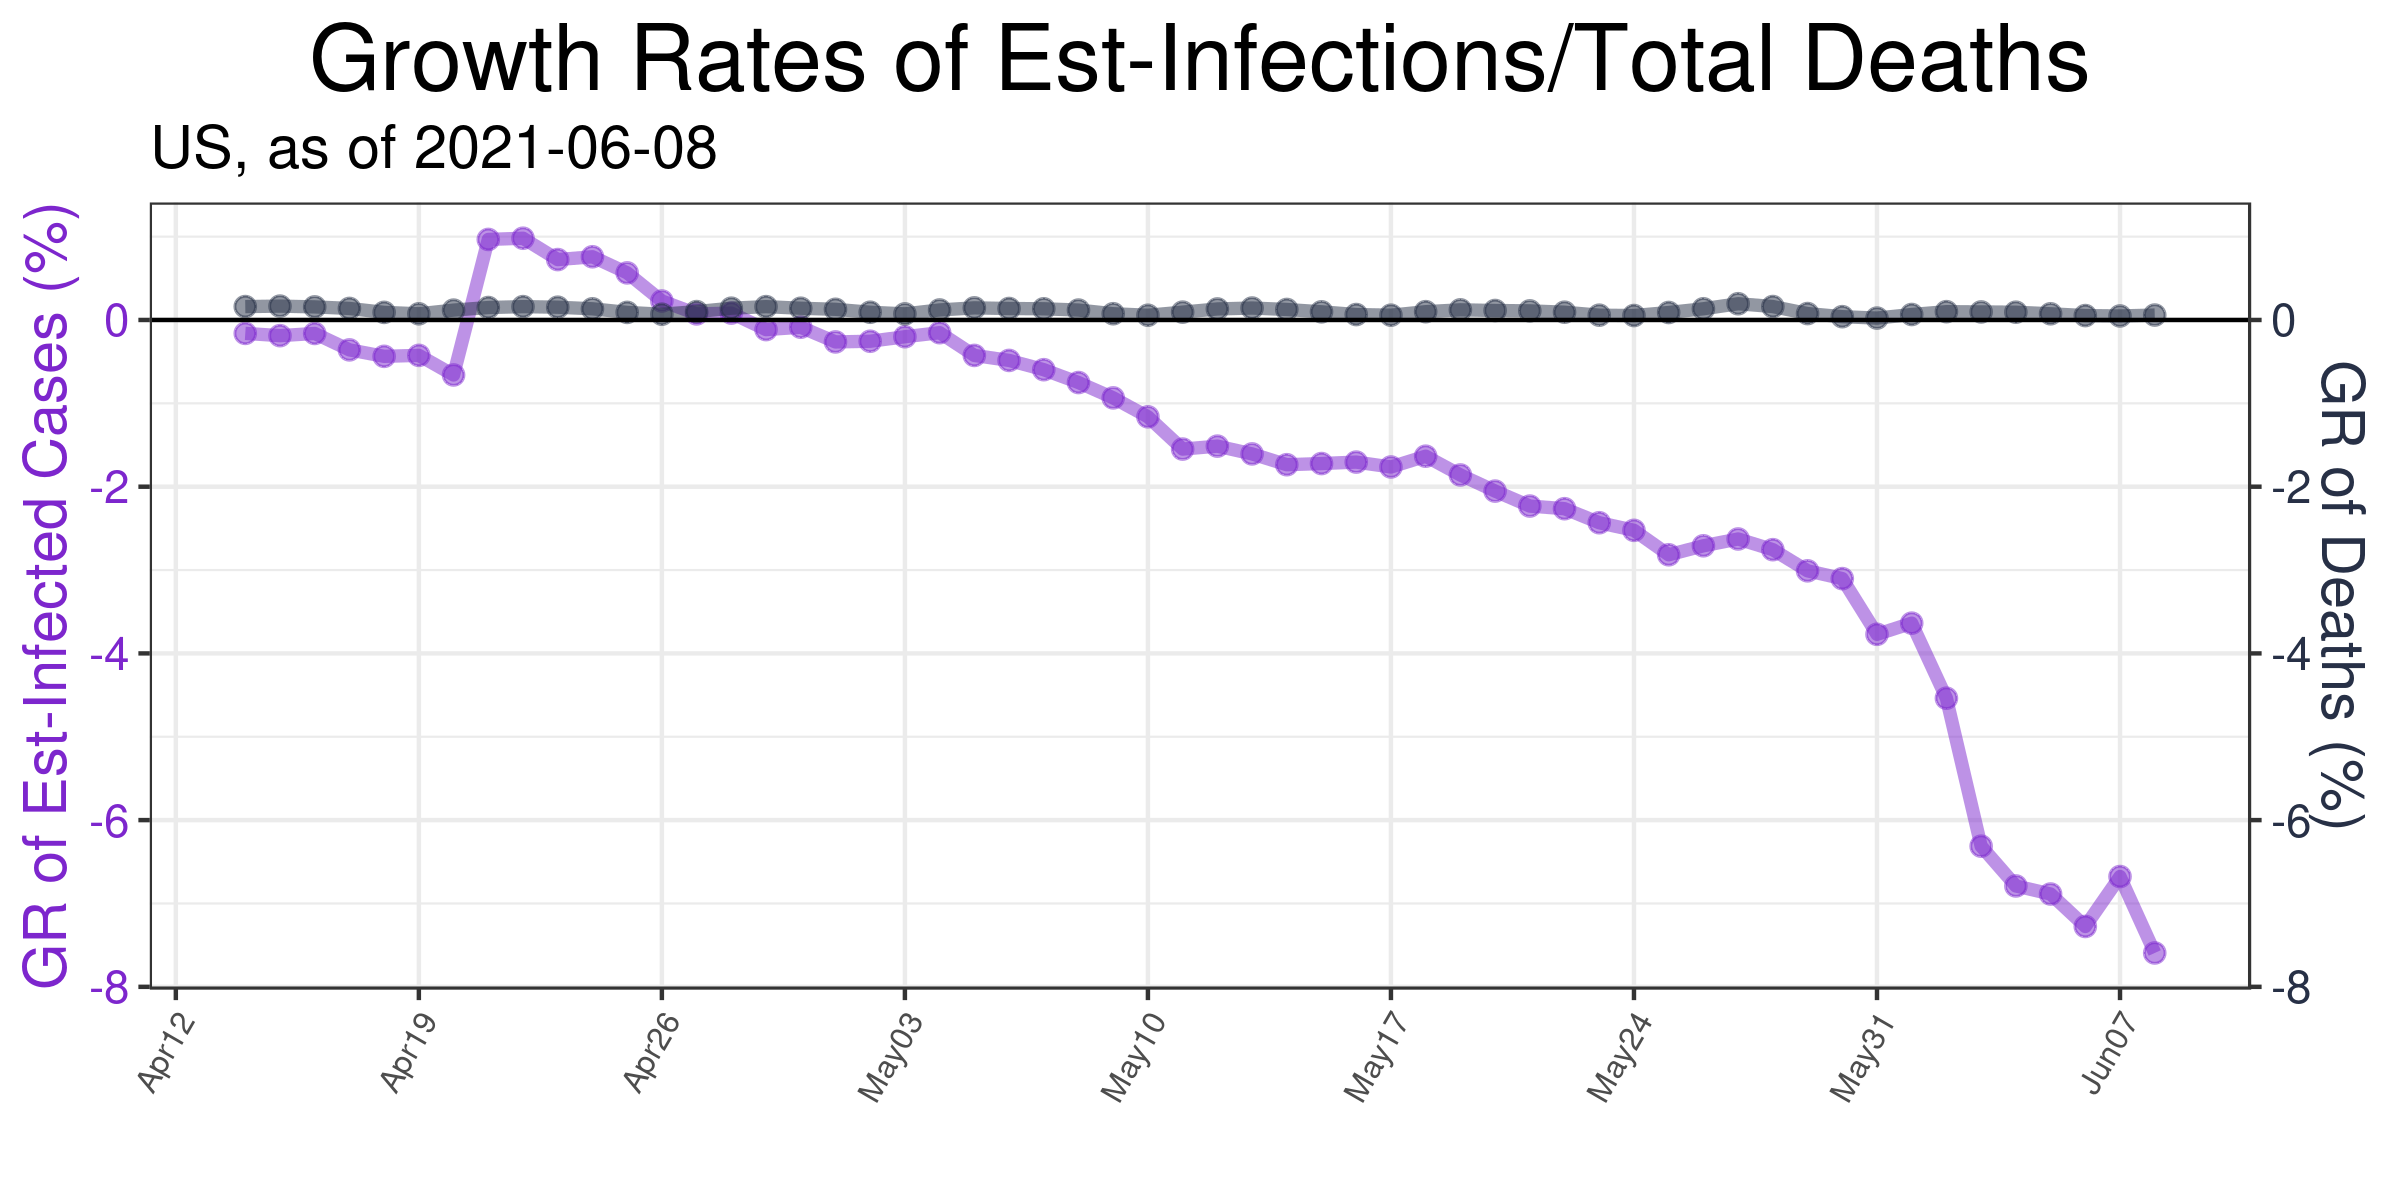 Growth Rates of Est-Infections/Total Deaths
US, as of 2021-06-08
GR of Est-Infected Cases (%)
0
-2
-4
-6
-8
0
-2
-4
-6
-8
GR of Deaths (%)
Apr12
Apr19
Apr26
May03
May10
May17
May24
May31
Jun07